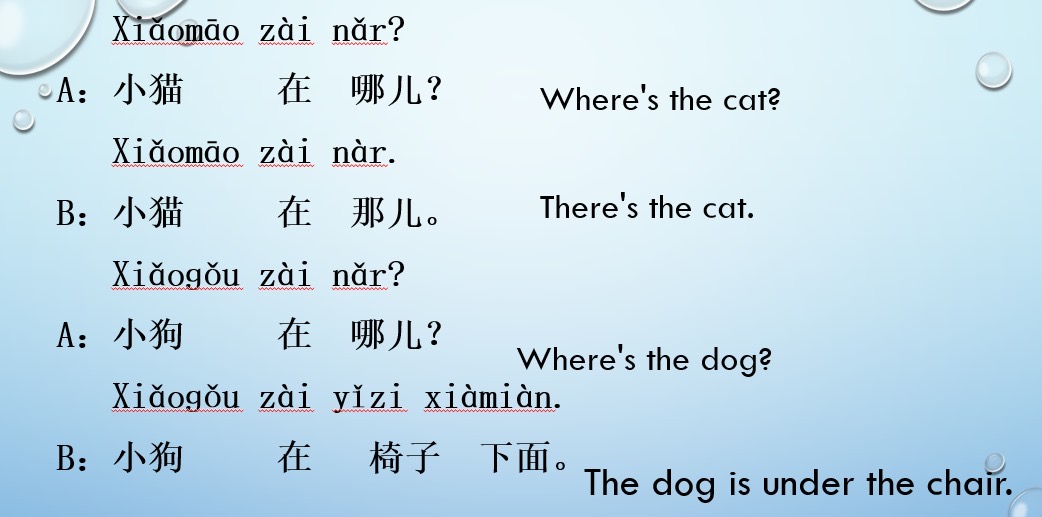 Xiǎomāo zài nǎr?
A: 小猫 在 哪儿?
Where's the cat?
Xiǎomāo zài nàr.
B: 小猫 在 那儿。
There's the cat.
Xiǎogǒu zài nǎr?
A: 小狗 在 哪儿?
Where's the dog?
Xiǎogǒu zài yǐzi xiàmiàn.
B: 小狗 在 椅子 下面。
The dog is under the chair.